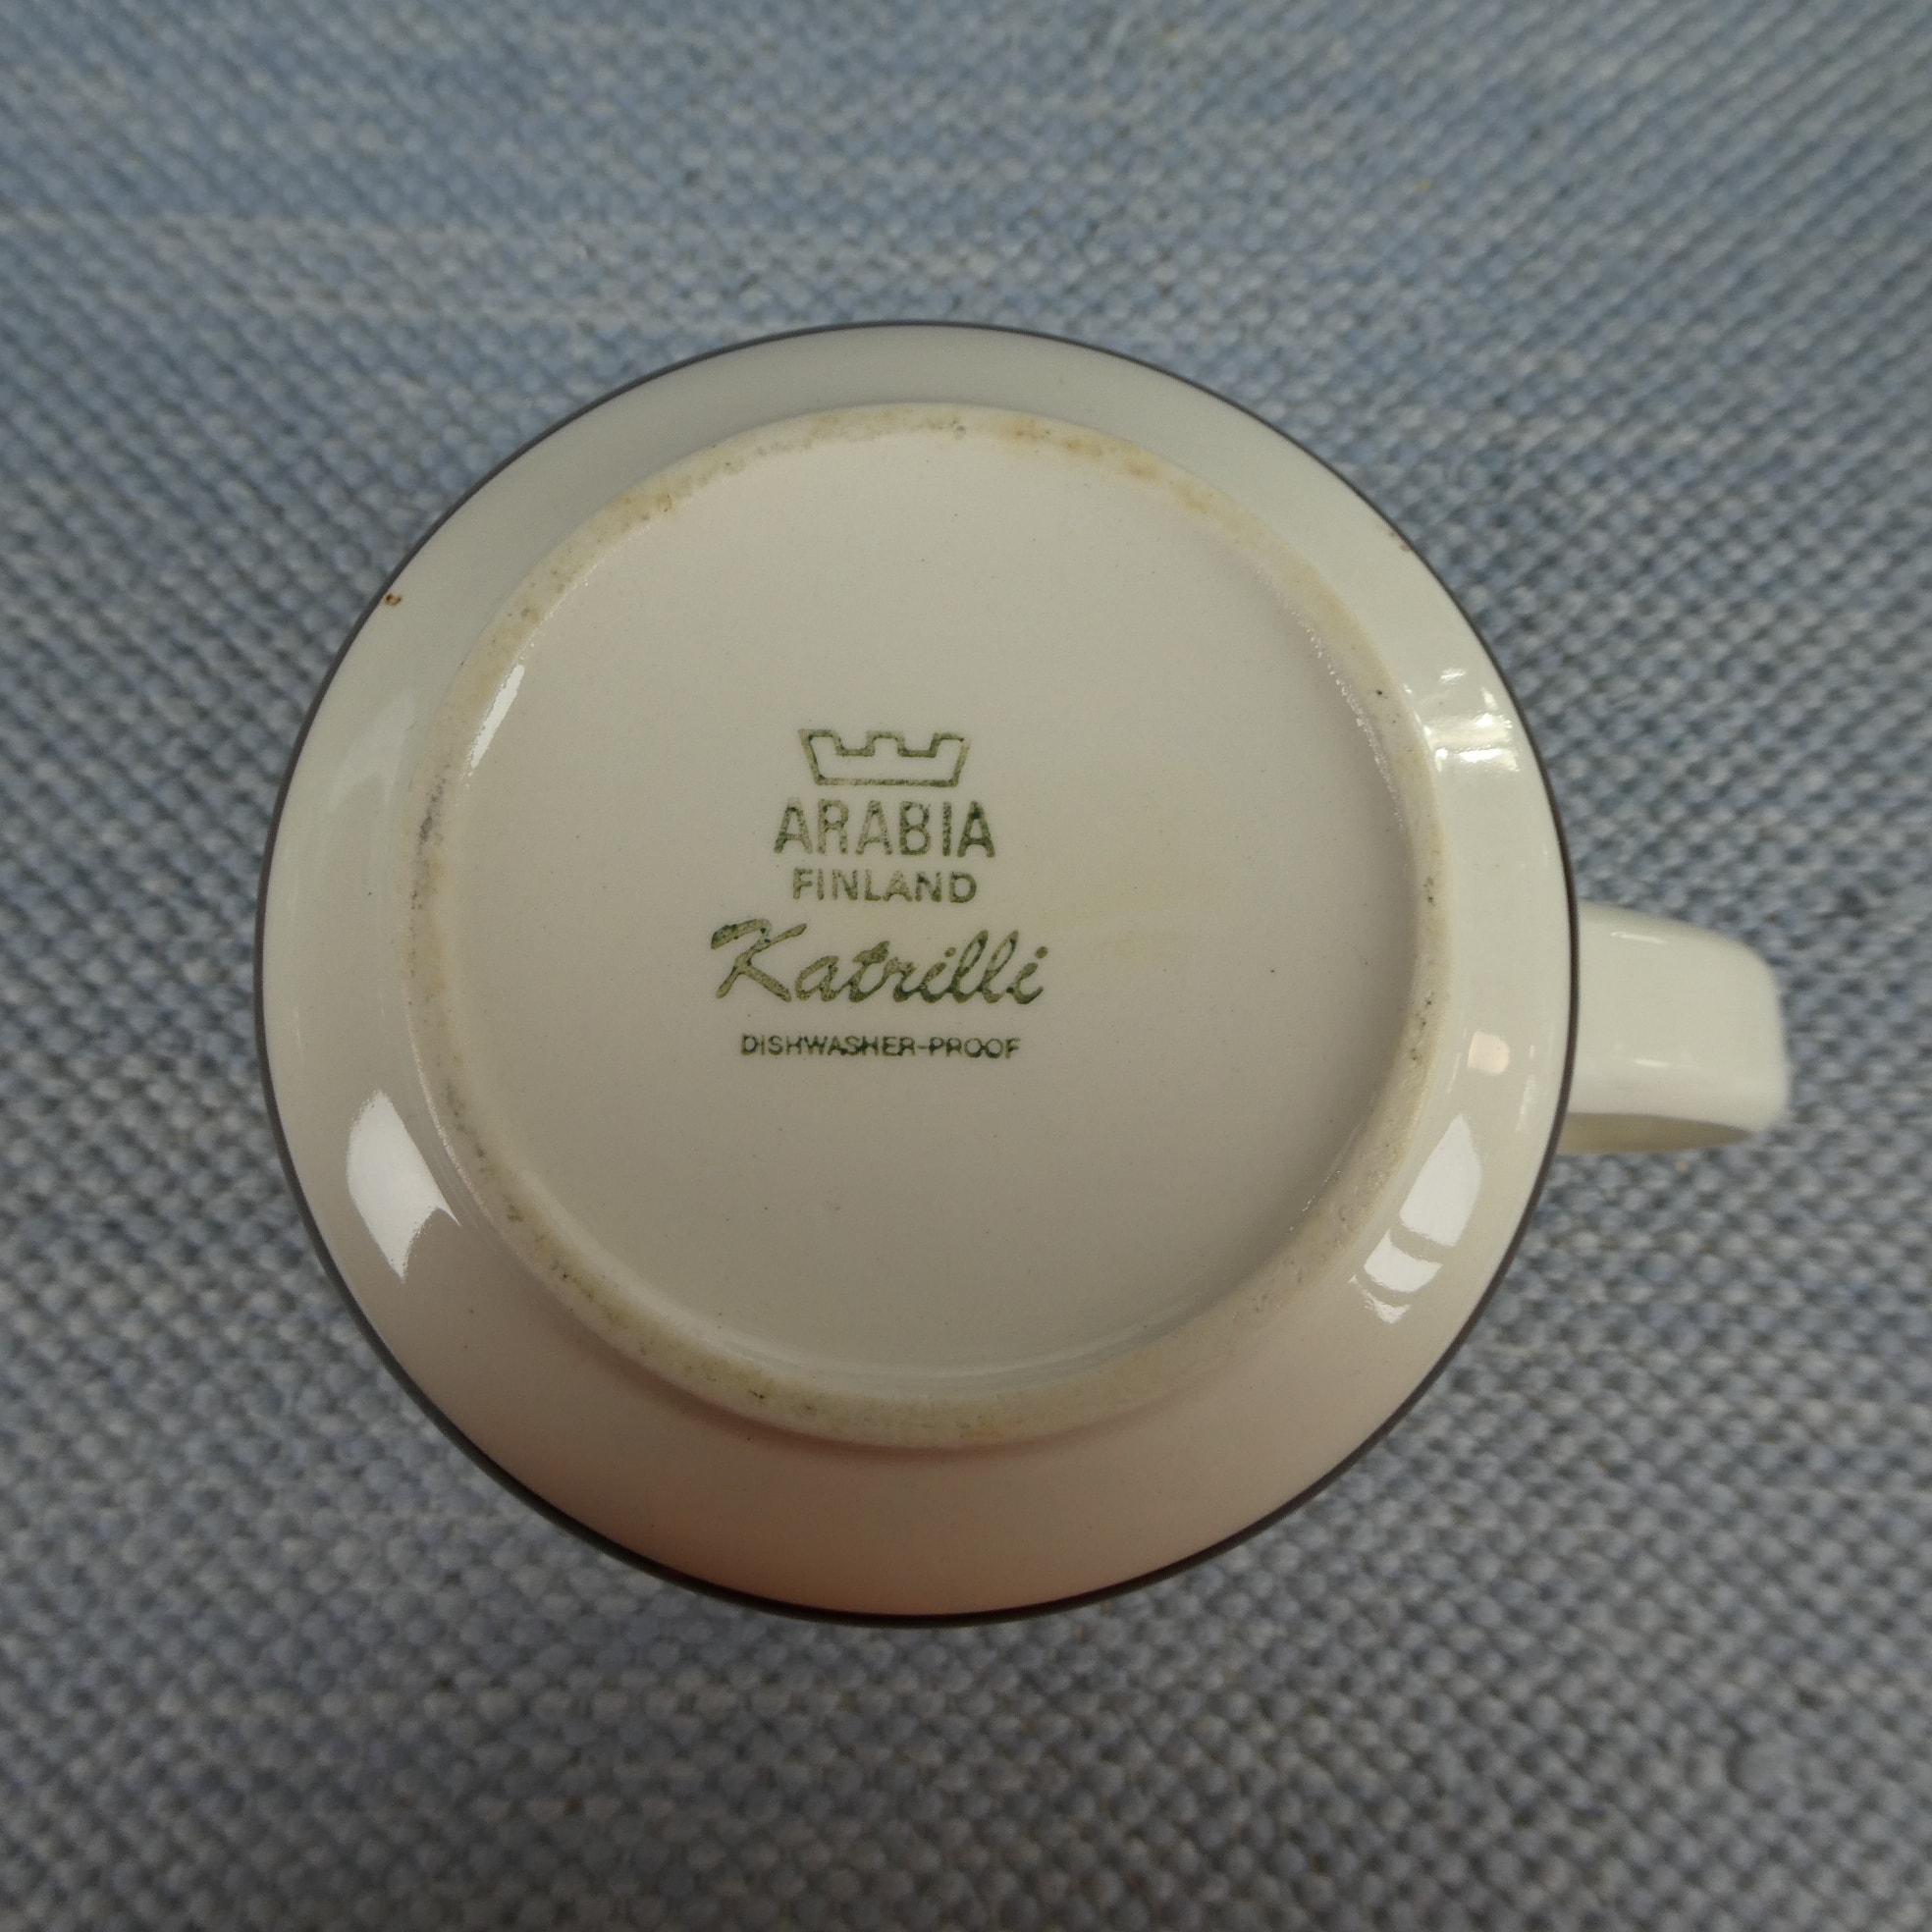 ARABIA
FINLAND
Katrilli
DISHWASHER-PROOF